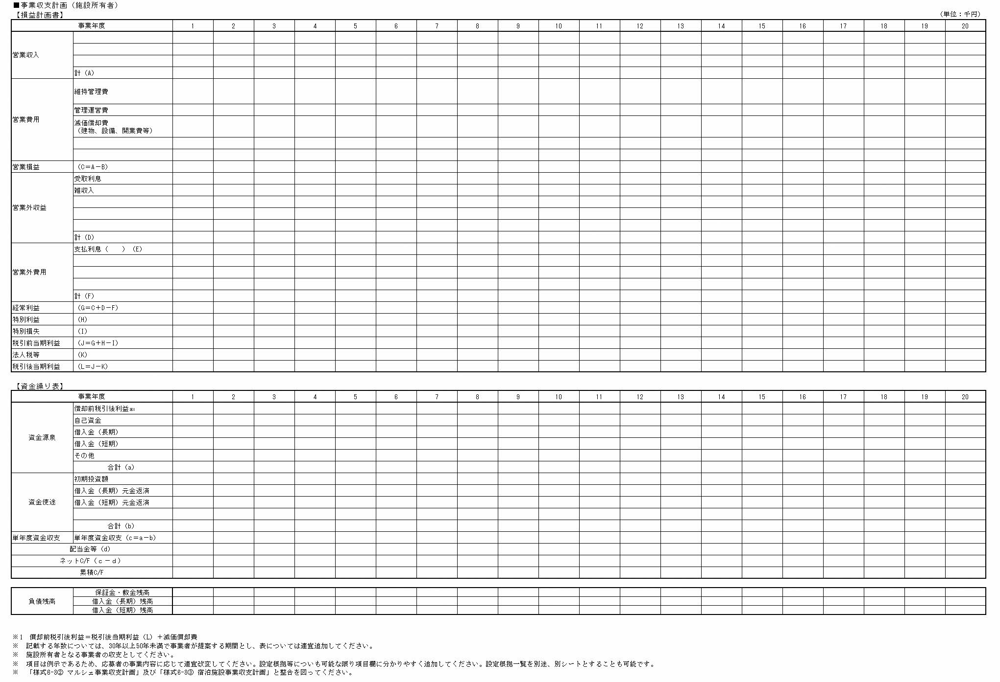 ■事業収支計画（施設所有者）
【損益計画書】
（単位：千円）
事業年度 1 2 3 4 5 6 7 8 9 10 11 12 13 14 15 16 17 18 19 20
営業収入
計（A）
維持管理費
管理運営費
営業費用
減価償却費
（建物、設備、開業費等）
営業損益 （C＝A－B）
受取利息
雑収入
営業外収益
計（D）
支払利息（　　）（E）
営業外費用
計（F）
経常利益 （G＝C＋D－F）
特別利益 （H）
特別損失 （I）
税引前当期利益 （J＝G＋H－I）
法人税等 （K）
税引後当期利益 （L＝J－K）
【資金繰り表】
事業年度 1 2 3 4 5 6 7 8 9 10 11 12 13 14 15 16 17 18 19 20
償却前税引後利益※1
自己資金
借入金（長期）
資金源泉
借入金（短期）
その他
合計（a）
初期投資額
借入金（長期）元金返済
資金使途
借入金（短期）元金返済
合計（b）
単年度資金収支 単年度資金収支（c＝a－b）
配当金等（d）
ネットC/F（ｃ－ｄ）
累積C/F
保証金・敷金残高
負債残高 借入金（長期）残高
借入金（短期）残高
※1　償却前税引後利益＝税引後当期利益（L）＋減価償却費
※　記載する年数については、30年以上50年未満で事業者が提案する期間とし、表については適宜追加してください。
※　施設所有者となる事業者の収支としてください。
※　項目は例示であるため、応募者の事業内容に応じて適宜改変してください。設定根拠等についも可能な限り項目欄に分かりやすく追加してください。設定根拠一覧を別途、別シートとすることも可能です。
※　「様式6-8② マルシェ事業収支計画」及び「様式6-8③ 宿泊施設事業収支計画」と整合を図ってください。